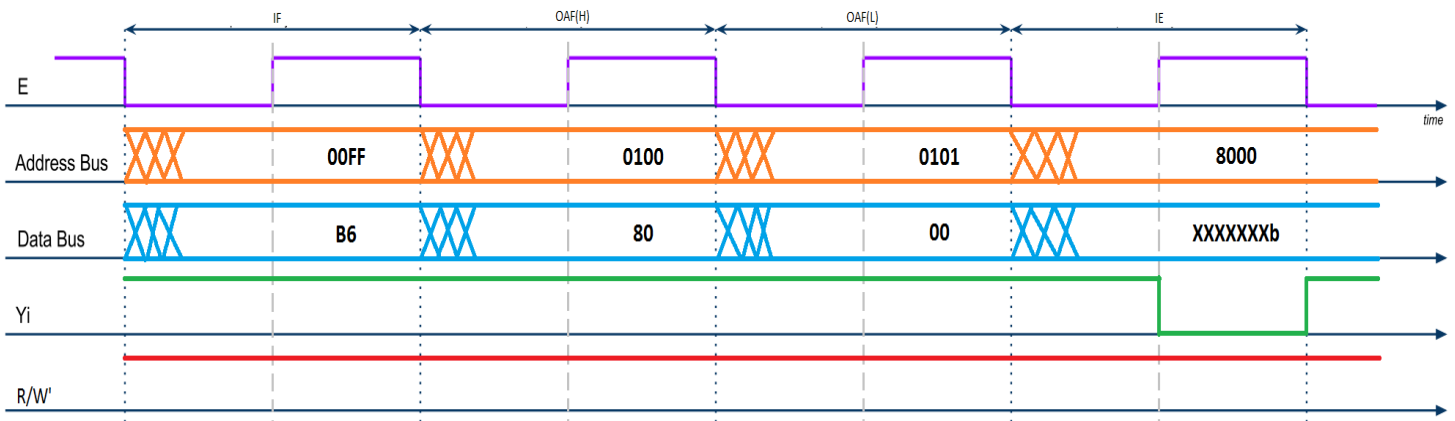 IF OAF(H) OAF(L) IE
E
time
Address Bus 00FF 0100 0101 8000
Data Bus B6 80 00 XXXXXXXb
Yi
R/W'